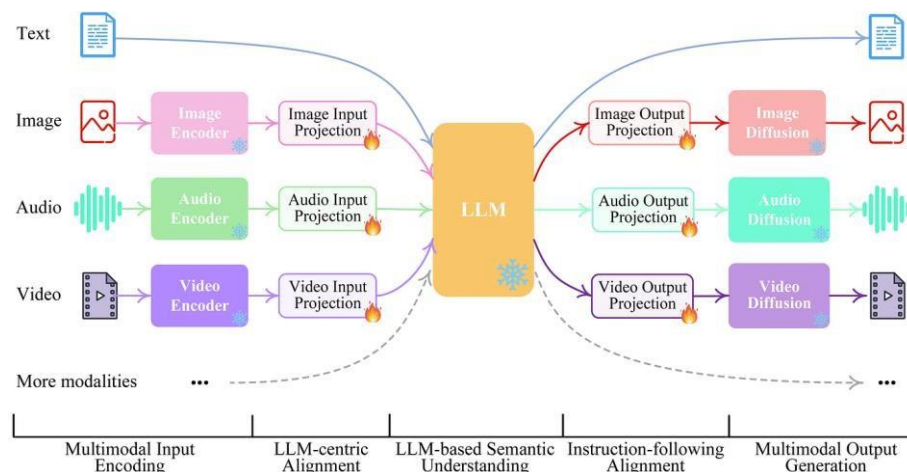 Text
Image
Image
Encoder
Image Input
Projection
Image Output
Projection
Image
Diffusion
Audio
Audio
Encoder
Audio Input
Projection
LLM
Audio Output
Projection
Audio
Diffusion
Video
Video
Encoder
Video Input
Projection
Video Output
Projection
Video
Diffusion
More modalities
...
...
Multimodal Input
Encoding
LLM-centric
Alignment
LLM-based Semantic
Understanding
Instruction-following
Alignment
Multimodal Output
Generation